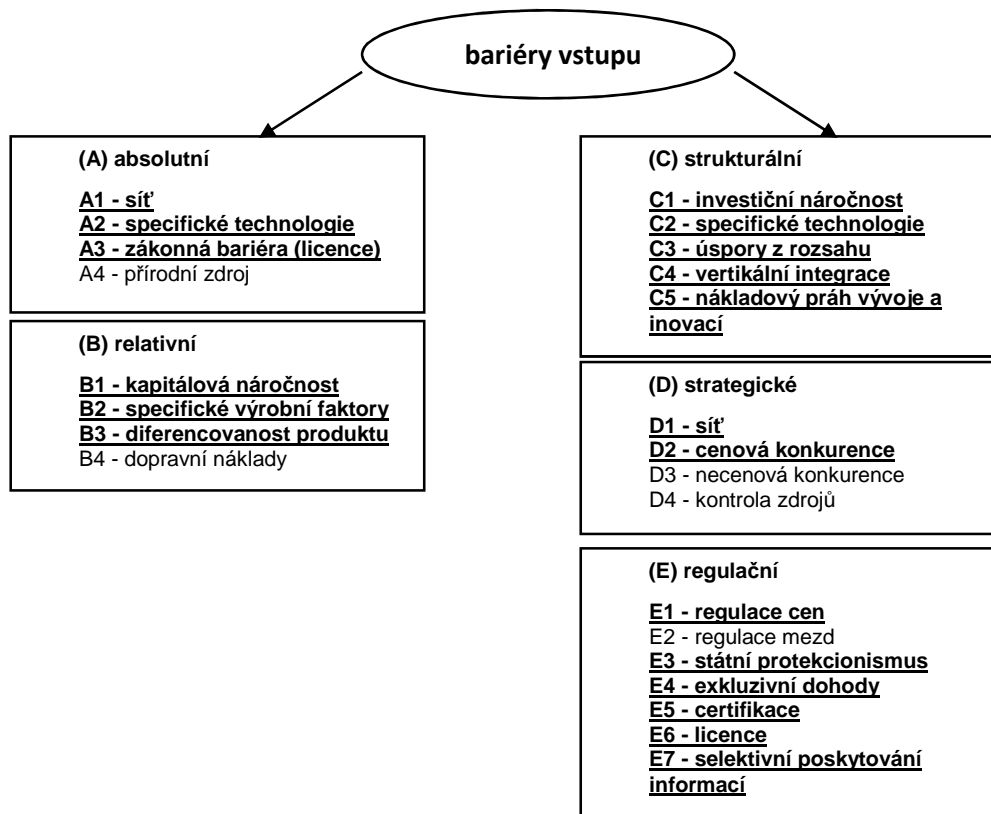 bariéry vstupu
(A) absolutní
A1 - síť
A2 - specifické technologie
A3 - zákonná bariéra (licence)
A4 - přírodní zdroj
(B) relativní
B1 - kapitálová náročnost
B2 - specifické výrobní faktory
B3 - diferencovanost produktu
B4 - dopravní náklady
(C) strukturální
C1 - investiční náročnost
C2 - specifické technologie
C3 - úspory z rozsahu
C4 - vertikální integrace
C5 - nákladový práh vývoje a
inovací
(D) strategické
D1 - síť
D2 - cenová konkurence
D3 - necenová konkurence
D4 - kontrola zdrojů
(E) regulační
E1 - regulace cen
E2 - regulace mezd
E3 - státní protekcionismus
E4 - exkluzivní dohody
E5 - certifikace
E6 - licence
E7 - selektivní poskytování
informací